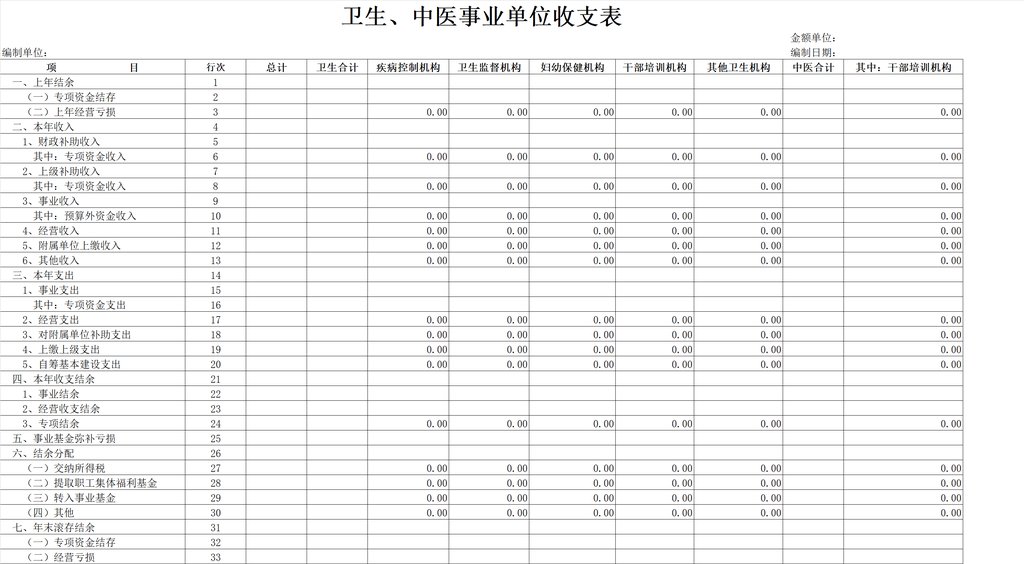 卫生、中医事业单位收支表
金额单位：
编制单位： 编制日期：
项 目 行次 总计 卫生合计 疾病控制机构 卫生监督机构 妇幼保健机构 干部培训机构 其他卫生机构 中医合计 其中：干部培训机构
一、上年结余 1
（一）专项资金结存 2
（二）上年经营亏损 3 0.00 0.00 0.00 0.00 0.00 0.00
二、本年收入 4
1、财政补助收入 5
其中：专项资金收入 6 0.00 0.00 0.00 0.00 0.00 0.00
2、上级补助收入 7
其中：专项资金收入 8 0.00 0.00 0.00 0.00 0.00 0.00
3、事业收入 9
其中：预算外资金收入 10 0.00 0.00 0.00 0.00 0.00 0.00
4、经营收入 11 0.00 0.00 0.00 0.00 0.00 0.00
5、附属单位上缴收入 12 0.00 0.00 0.00 0.00 0.00 0.00
6、其他收入 13 0.00 0.00 0.00 0.00 0.00 0.00
三、本年支出 14
1、事业支出 15
其中：专项资金支出 16
2、经营支出 17 0.00 0.00 0.00 0.00 0.00 0.00
3、对附属单位补助支出 18 0.00 0.00 0.00 0.00 0.00 0.00
4、上缴上级支出 19 0.00 0.00 0.00 0.00 0.00 0.00
5、自筹基本建设支出 20 0.00 0.00 0.00 0.00 0.00 0.00
四、本年收支结余 21
1、事业结余 22
2、经营收支结余 23
3、专项结余 24 0.00 0.00 0.00 0.00 0.00 0.00
五、事业基金弥补亏损 25
六、结余分配 26
（一）交纳所得税 27 0.00 0.00 0.00 0.00 0.00 0.00
（二）提取职工集体福利基金 28 0.00 0.00 0.00 0.00 0.00 0.00
（三）转入事业基金 29 0.00 0.00 0.00 0.00 0.00 0.00
（四）其他 30 0.00 0.00 0.00 0.00 0.00 0.00
七、年末滚存结余 31
（一）专项资金结存 32
（二）经营亏损 33